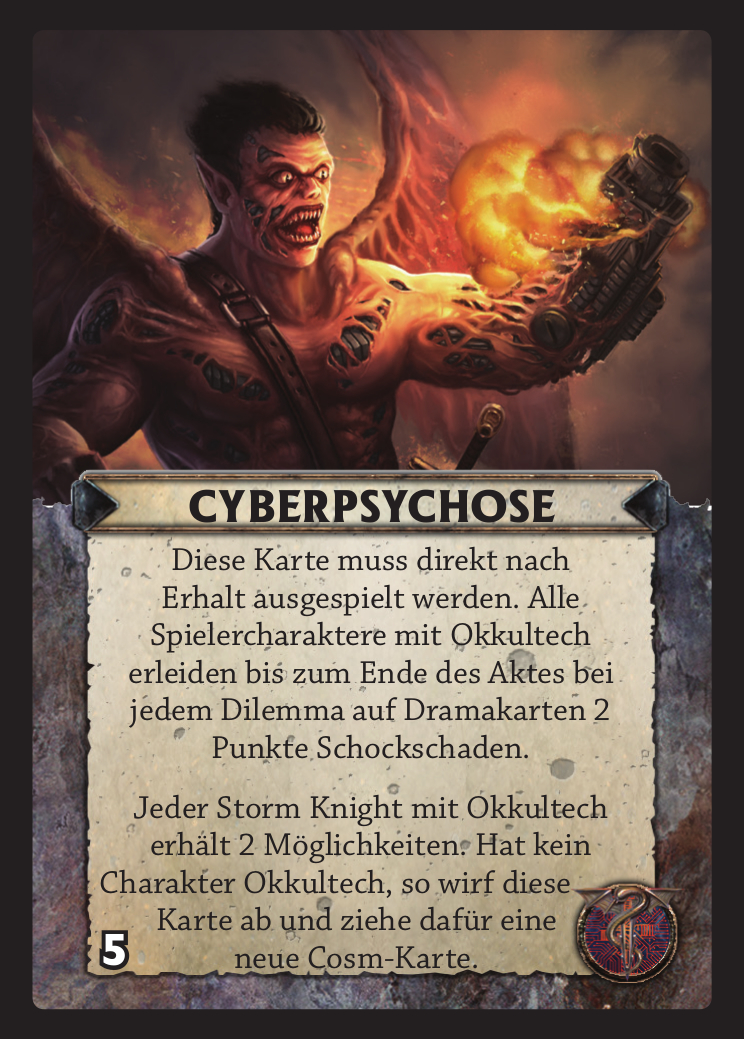 CYBERPSYCHOSE
Diese Karte muss direkt nach
Erhalt ausgespielt werden. Alle
Spielercharaktere mit Okkultech
erleiden bis zum Ende des Aktes bei
jedem Dilemma auf Dramakarten 2
Punkte Schockschaden.
Jeder Storm Knight mit Okkultech
erhält 2 Möglichkeiten. Hat kein
Charakter Okkultech, so wirf diese
Karte ab und ziehe dafür eine
neue Cosm-Karte.
5